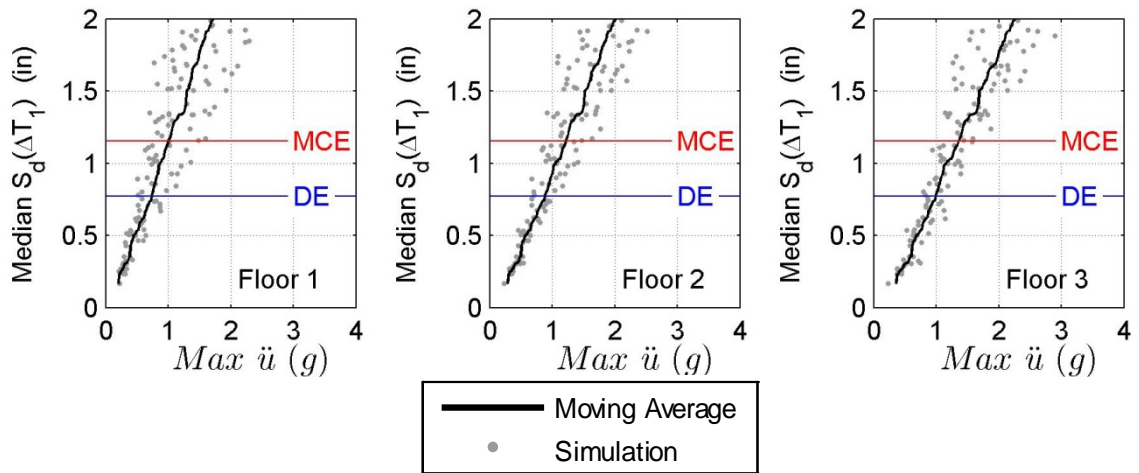 Median S_d(ΔT_1) (in)
2
1.5
1
0.5
0
MCE
DE
Floor 1
0 1 2 3 4
Max ü (g)
Median S_d(ΔT_1) (in)
2
1.5
1
0.5
0
MCE
DE
Floor 2
0 1 2 3 4
Max ü (g)
Median S_d(ΔT_1) (in)
2
1.5
1
0.5
0
MCE
DE
Floor 3
0 1 2 3 4
Max ü (g)
Moving Average
Simulation